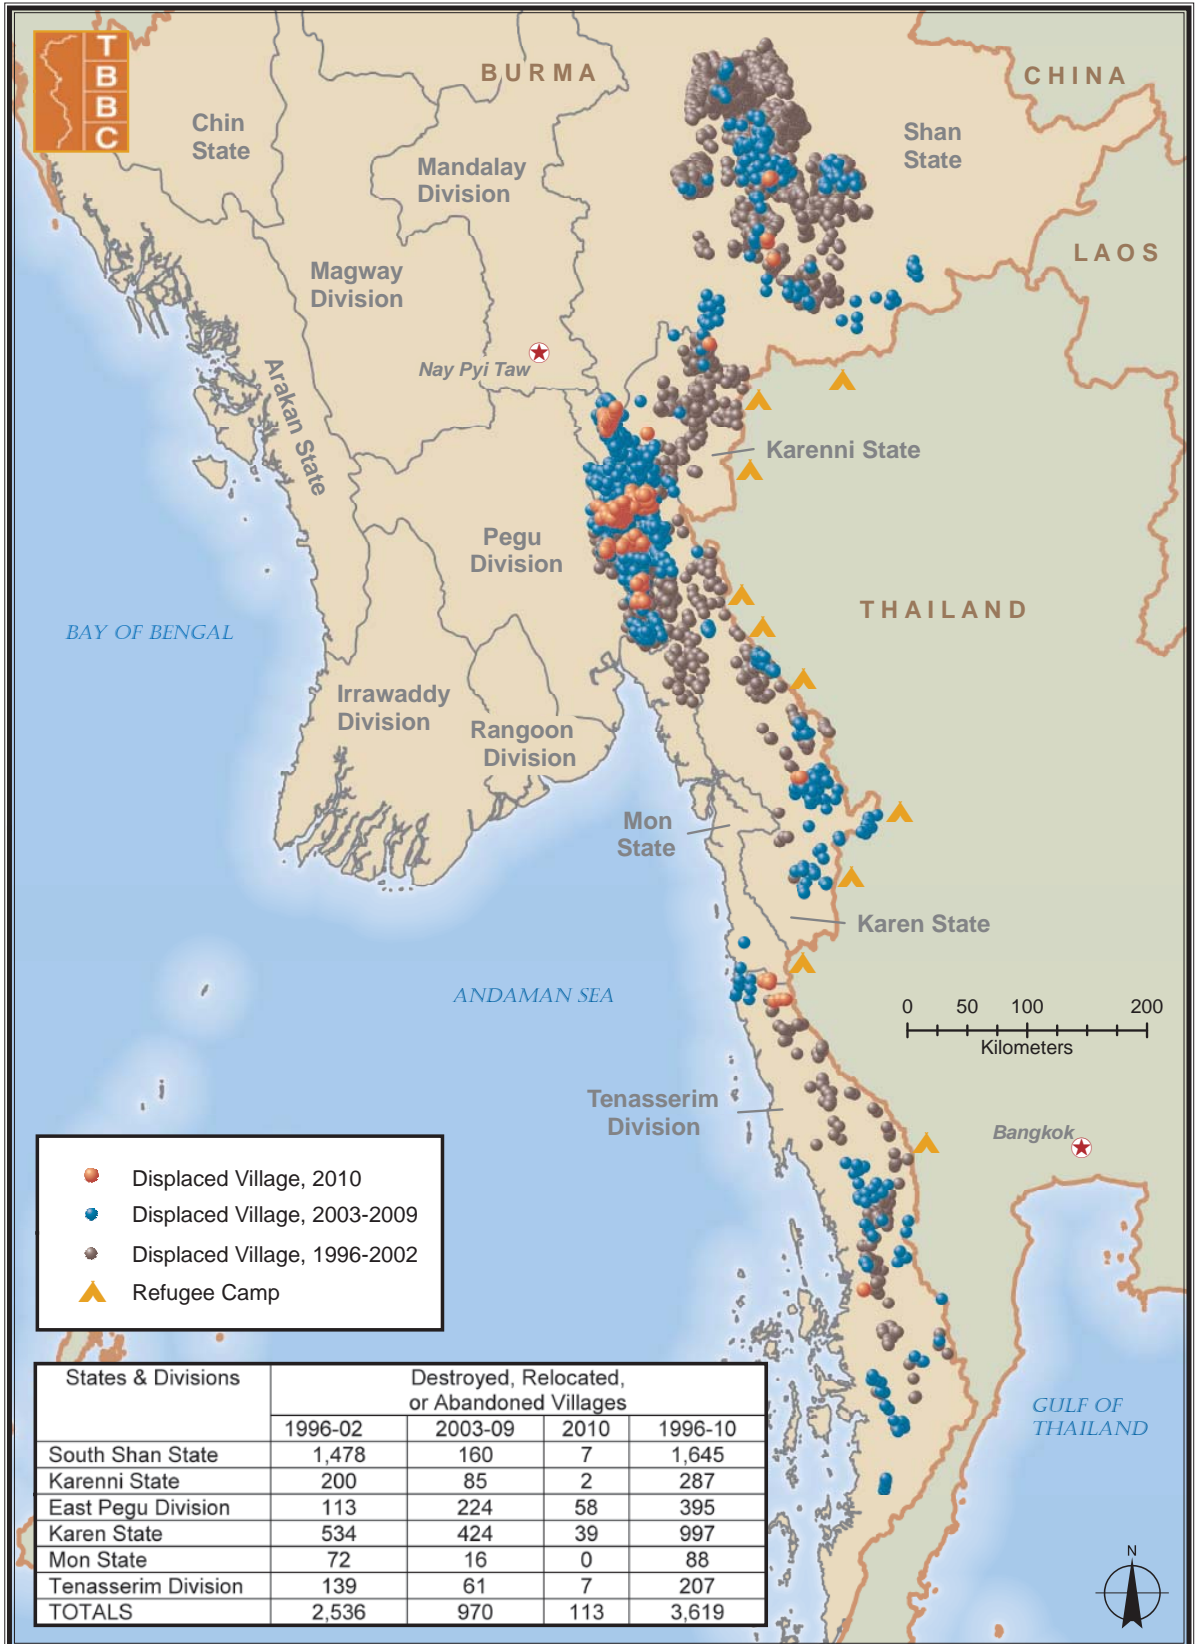 T
B
B
C
BURMA
CHINA
Chin
State
Shan
State
Mandalay
Division
LAOS
Magway
Division
Nay Pyi Taw
Arakan State
Karenni State
Pegu
Division
THAILAND
BAY OF BENGAL
Irrawaddy
Division
Rangoon
Division
Mon
State
Karen State
ANDAMAN SEA
0 50 100 200
Kilometers
Tenasserim
Division
Bangkok
Displaced Village, 2010
Displaced Village, 2003-2009
Displaced Village, 1996-2002
Refugee Camp
GULF OF
THAILAND
States & Divisions Destroyed, Relocated,
or Abandoned Villages
1996-02 2003-09 2010 1996-10
South Shan State 1,478 160 7 1,645
Karenni State 200 85 2 287
East Pegu Division 113 224 58 395
Karen State 534 424 39 997
Mon State 72 16 0 88
Tenasserim Division 139 61 7 207
TOTALS 2,536 970 113 3,619
N